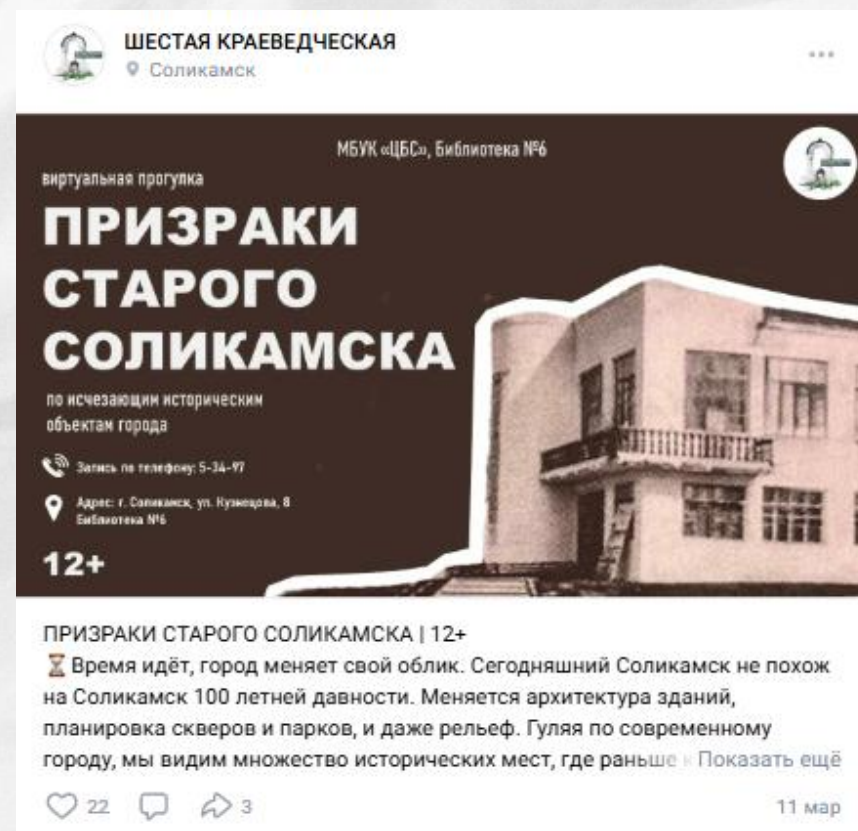 ШЕСТАЯ КРАЕВЕДЧЕСКАЯ
Соликамск
МБУК «ЦБС», Библиотека №6
виртуальная прогулка
ПРИЗРАКИ
СТАРОГО
СОЛИКАМСКА
по исчезающим историческим
объектам города
Запись по телефону: 5-34-97
Адрес: г. Соликамск, ул. Кузнецова, 8
Библиотека №6
12+
ПРИЗРАКИ СТАРОГО СОЛИКАМСКА | 12+
Время идёт, город меняет свой облик. Сегодняшний Соликамск не похож
на Соликамск 100 летней давности. Меняется архитектура зданий,
планировка скверов и парков, и даже рельеф. Гуляя по современному
городу, мы видим множество исторических мест, где раньше Показать ещё
22 3 11 мар